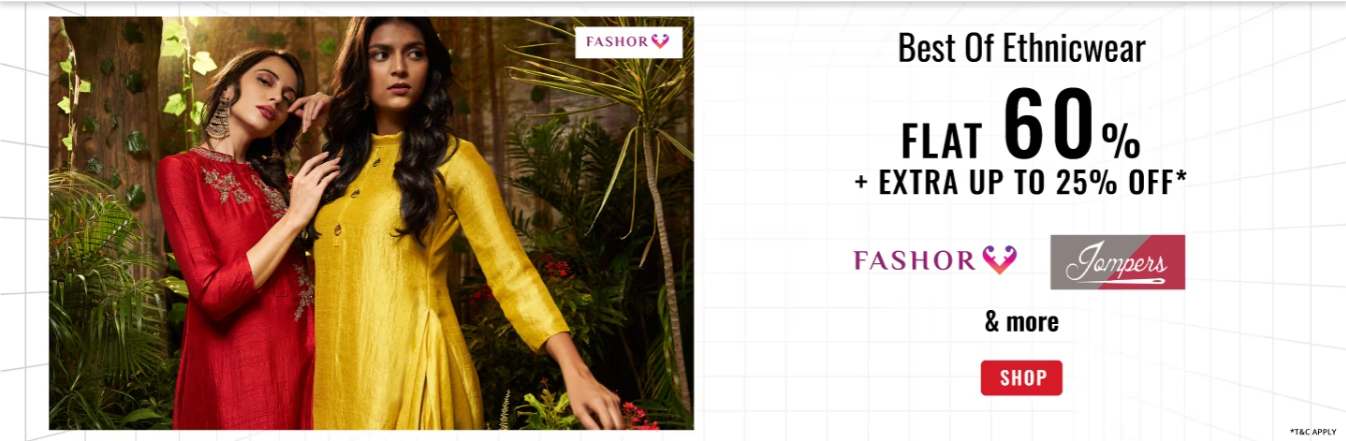 FASHOR
Best Of Ethnicwear
FLAT 60%
+ EXTRA UP TO 25% OFF*
FASHOR
Jompers
& more
SHOP
*T&C APPLY